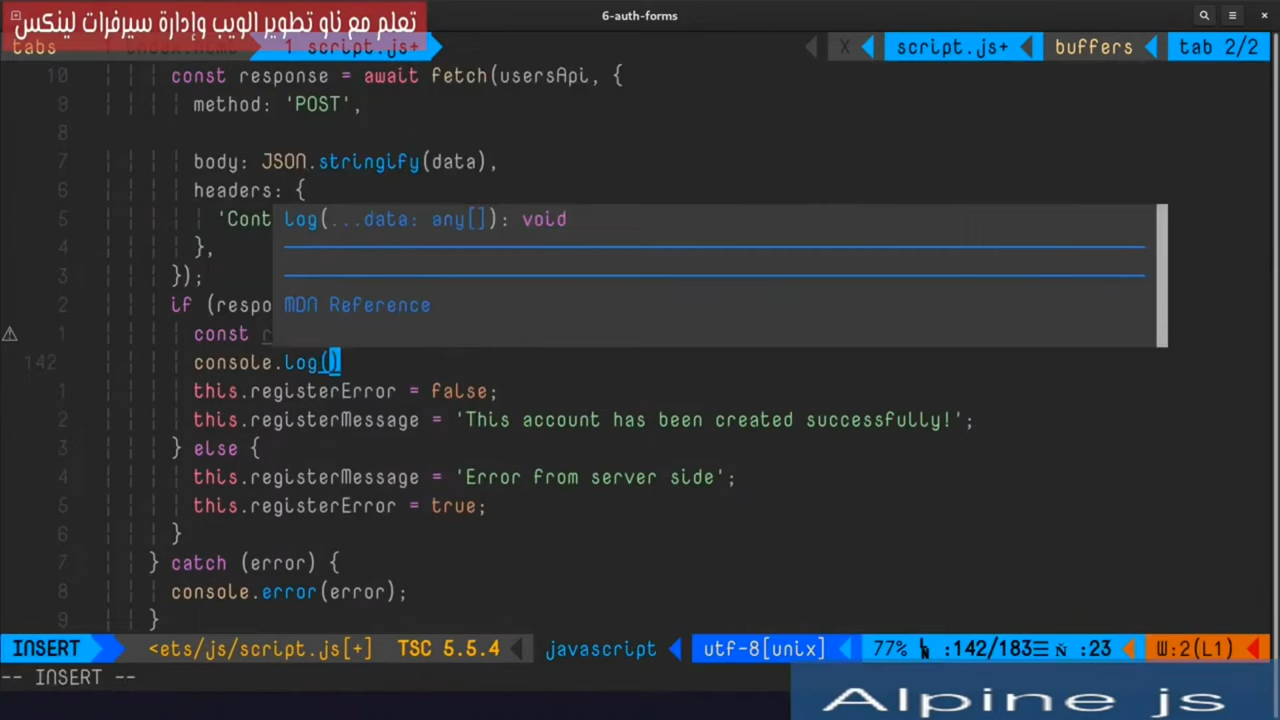 6-auth-forms
تعلم مع ناو تطوير الويب وإدارة سيرفرات لينكس
tabs 1 index.html 1 script.js+ X script.js+ buffers tab 2/2
10 const response = await fetch(usersApi, {
9 method: 'POST',
8
7 body: JSON.stringify(data),
6 headers: {
5 'Cont log(...data: any[]): void
4 },
3 });
2 if (respo MDN Reference
1 const r
142 console.log()
1 this.registerError = false;
2 this.registerMessage = 'This account has been created successfully!';
3 } else {
4 this.registerMessage = 'Error from server side';
5 this.registerError = true;
6 }
7 } catch (error) {
8 console.error(error);
9 }
INSERT <ets/js/script.js[+] TSC 5.5.4 javascript utf-8[unix] 77% :142/183☰ :23 W:2(L1)
-- INSERT --
Alpine js